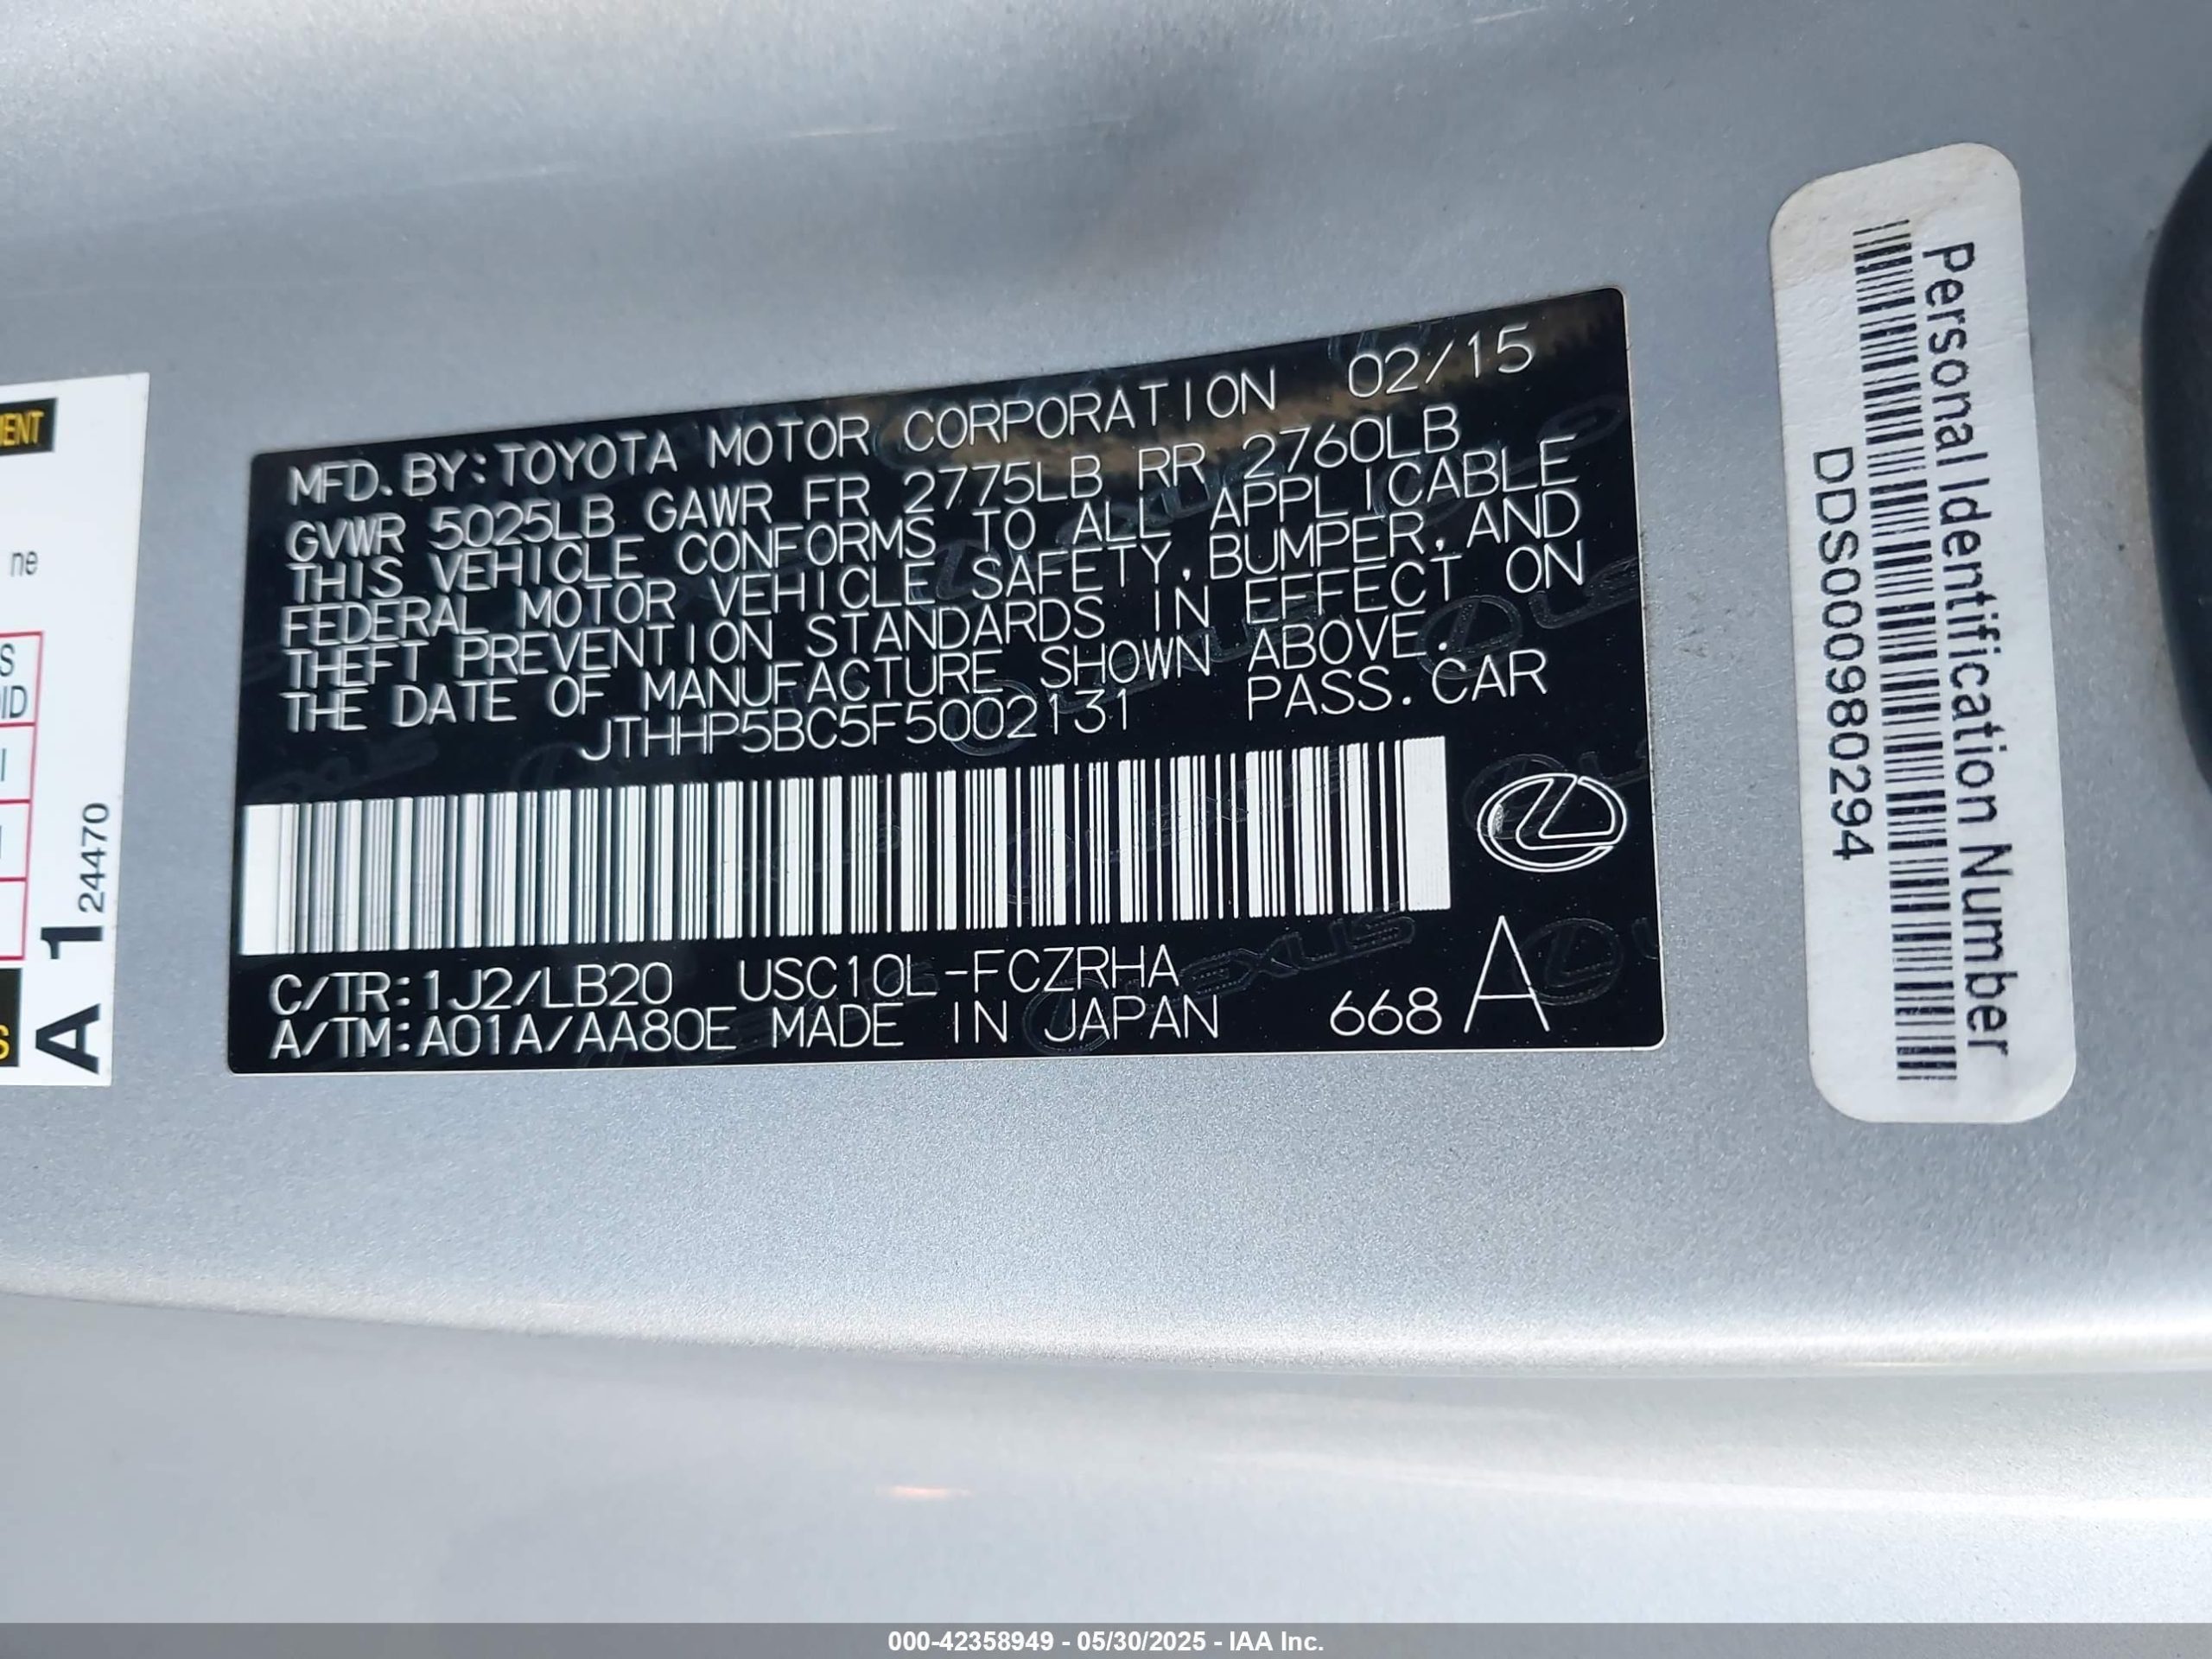 MFD. BY: TOYOTA MOTOR CORPORATION 02/15
GVWR 5025LB GAWR FR 2775LB RR 2760LB
THIS VEHICLE CONFORMS TO ALL APPLICABLE
FEDERAL MOTOR VEHICLE SAFETY, BUMPER, AND
THEFT PREVENTION STANDARDS IN EFFECT ON
THE DATE OF MANUFACTURE SHOWN ABOVE.
JTHHP5BC5F5002131 PASS. CAR
C/TR: 1J2/LB20 USC10L-FCZRHA
A/TM: A01A/AA80E MADE IN JAPAN 668 A
Personal Identification Number
DDS000980294
A 1 24470
ne
LEXUS
000-42358949 - 05/30/2025 - IAA Inc.